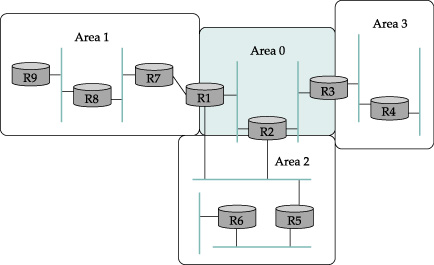 Area 1
Area 0
Area 3
R9
R8
R7
R1
R2
R3
R4
Area 2
R6
R5